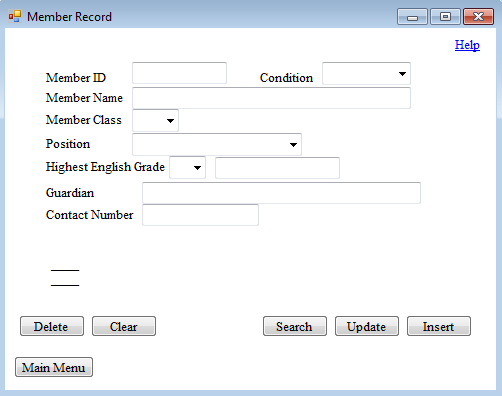 Member Record
Help
Member ID Condition
Member Name
Member Class
Position
Highest English Grade
Guardian
Contact Number
Delete Clear Search Update Insert
Main Menu